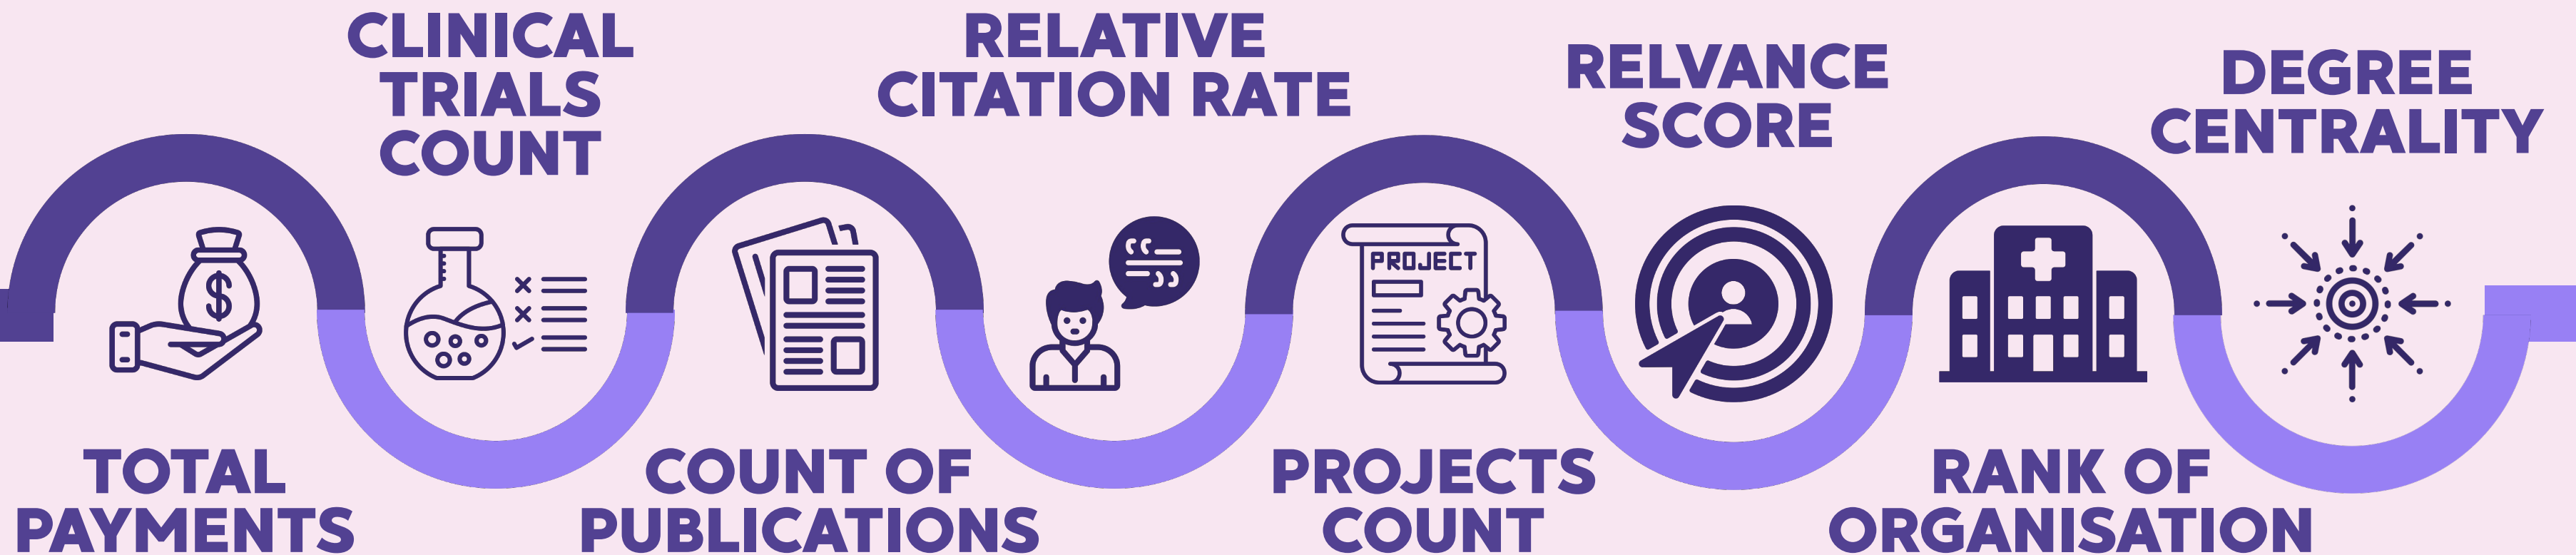 TOTAL
PAYMENTS
CLINICAL
TRIALS
COUNT
COUNT OF
PUBLICATIONS
RELATIVE
CITATION RATE
PROJECT
PROJECTS
COUNT
RELVANCE
SCORE
RANK OF
ORGANISATION
DEGREE
CENTRALITY